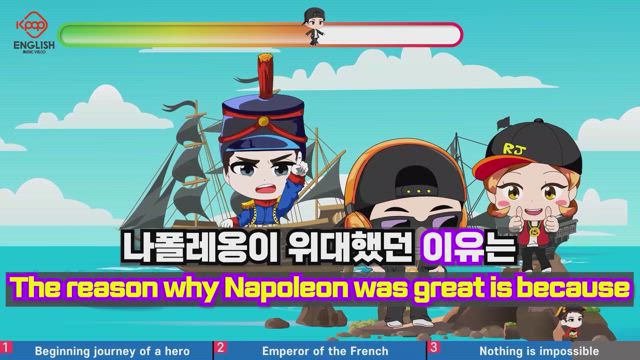 Kpop
ENGLISH
MUSIC VIDEO
RJ
나폴레옹이 위대했던 이유는
The reason why Napoleon was great is because
1 Beginning journey of a hero
2 Emperor of the French
3 Nothing is impossible